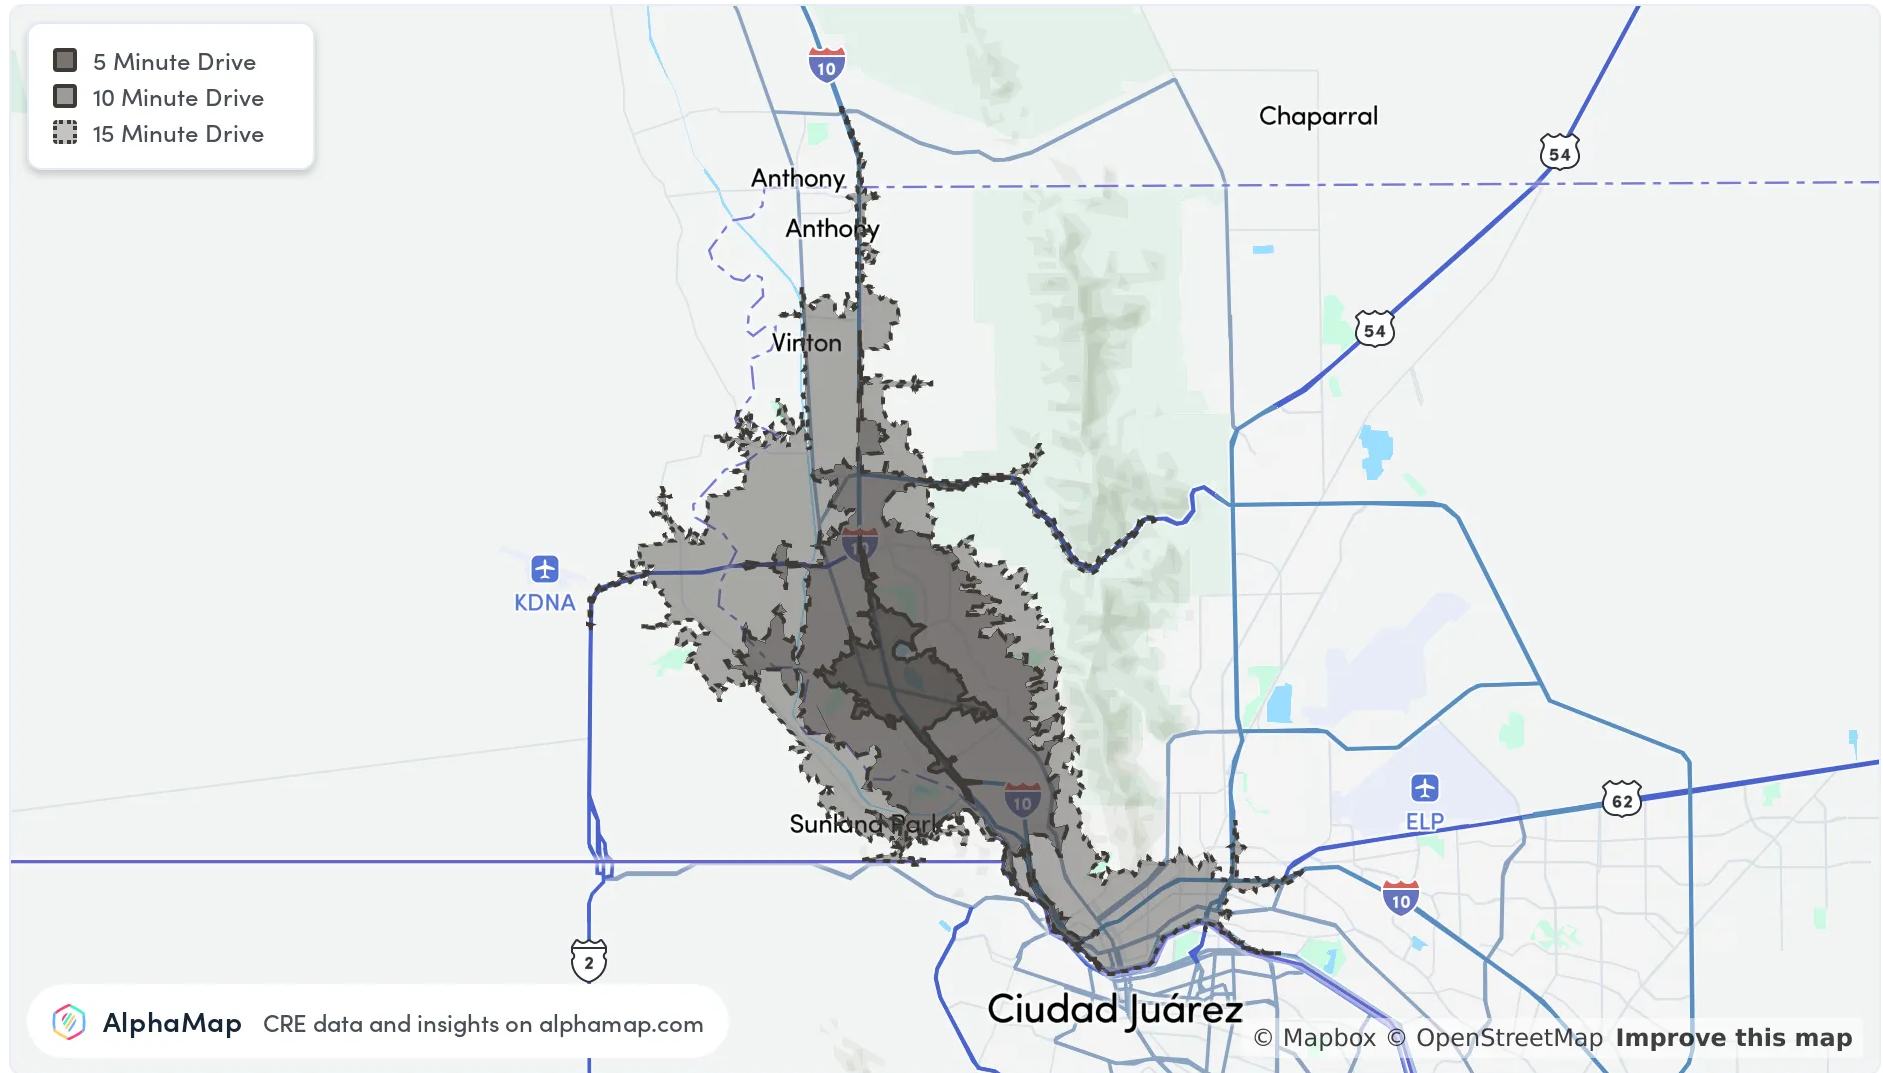 5 Minute Drive
10 Minute Drive
15 Minute Drive
10
Chaparral
54
Anthony
Anthony
54
Vinton
10
KDNA
10
62
ELP
Sunland Park
10
2
Ciudad Juárez
AlphaMap CRE data and insights on alphamap.com
© Mapbox © OpenStreetMap Improve this map